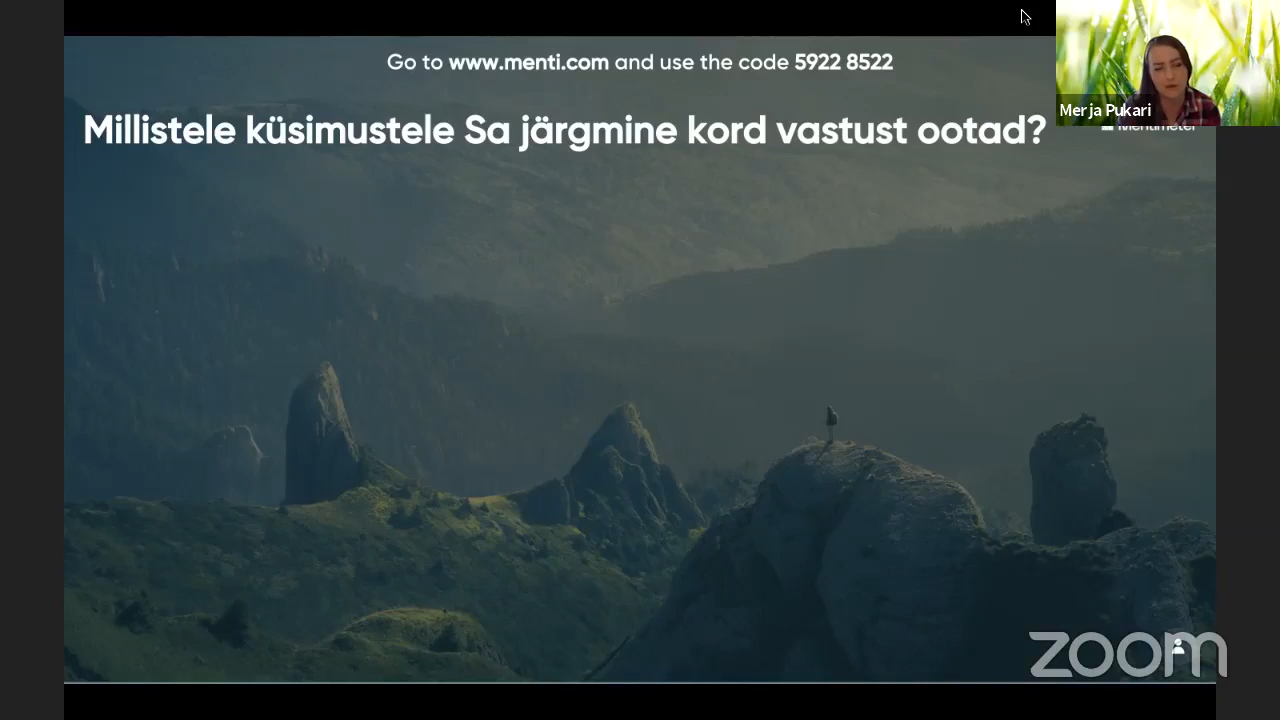 Go to www.menti.com and use the code 5922 8522
Millistele küsimustele Sa järgmine kord vastust ootad?
Merja Pukari
Mentimeter
zoom